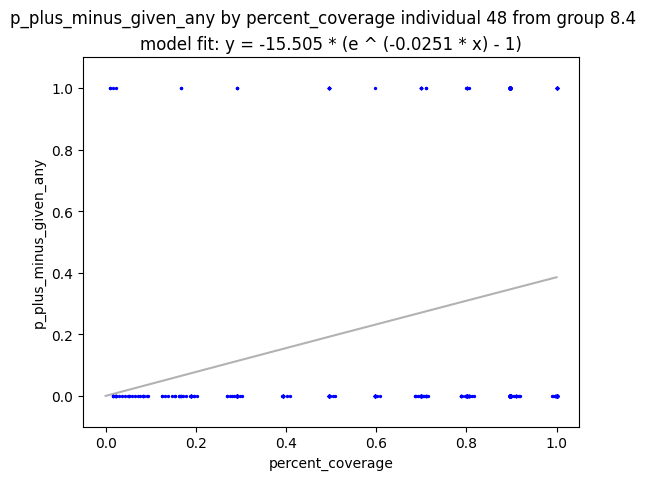 p_plus_minus_given_any by percent_coverage individual 48 from group 8.4
model fit: y = -15.505 * (e ^ (-0.0251 * x) - 1)
1.0
0.8
0.6
0.4
0.2
0.0
p_plus_minus_given_any
0.0 0.2 0.4 0.6 0.8 1.0
percent_coverage